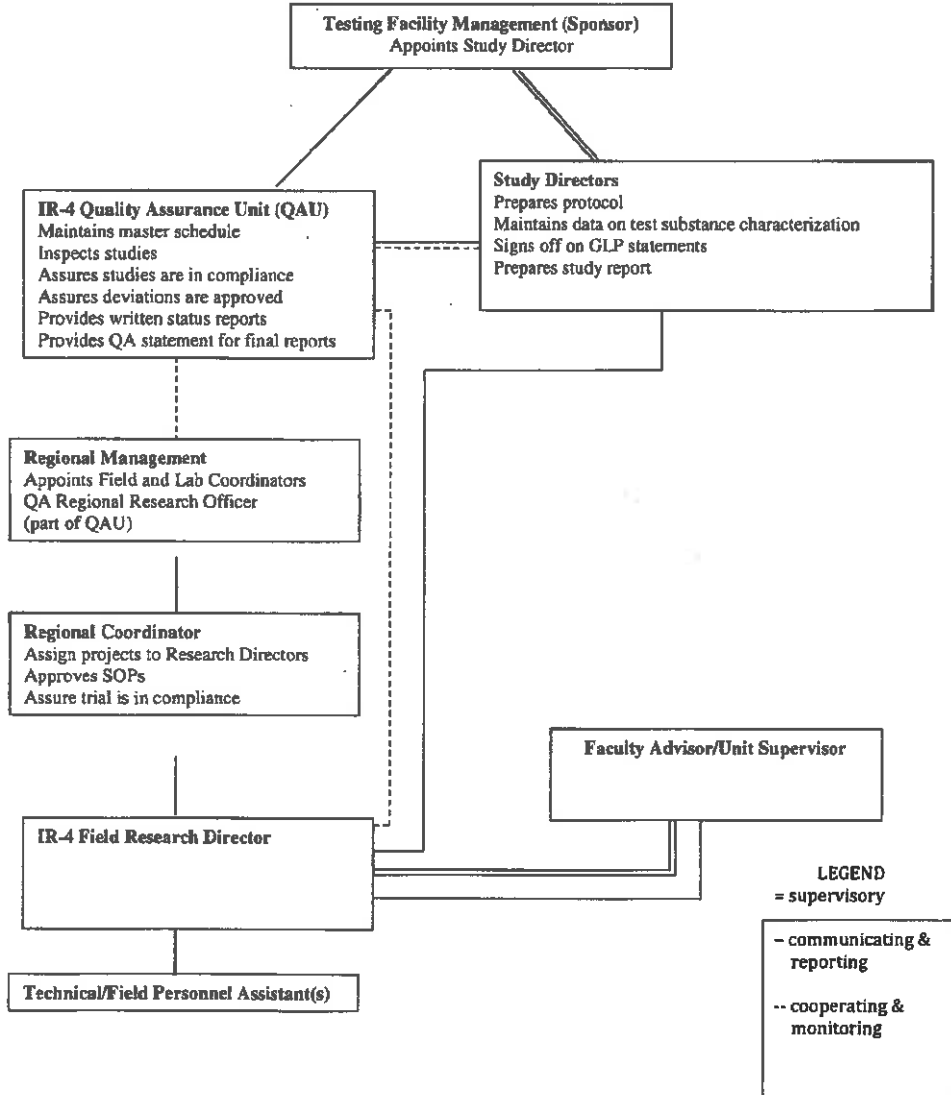 Testing Facility Management (Sponsor)
Appoints Study Director
Study Directors
Prepares protocol
Maintains data on test substance characterization
Signs off on GLP statements
Prepares study report
IR-4 Quality Assurance Unit (QAU)
Maintains master schedule
Inspects studies
Assures studies are in compliance
Assures deviations are approved
Provides written status reports
Provides QA statement for final reports
Regional Management
Appoints Field and Lab Coordinators
QA Regional Research Officer
(part of QAU)
Regional Coordinator
Assign projects to Research Directors
Approves SOPs
Assure trial is in compliance
Faculty Advisor/Unit Supervisor
IR-4 Field Research Director
Technical/Field Personnel Assistant(s)
LEGEND
= supervisory
– communicating &
reporting
-- cooperating &
monitoring